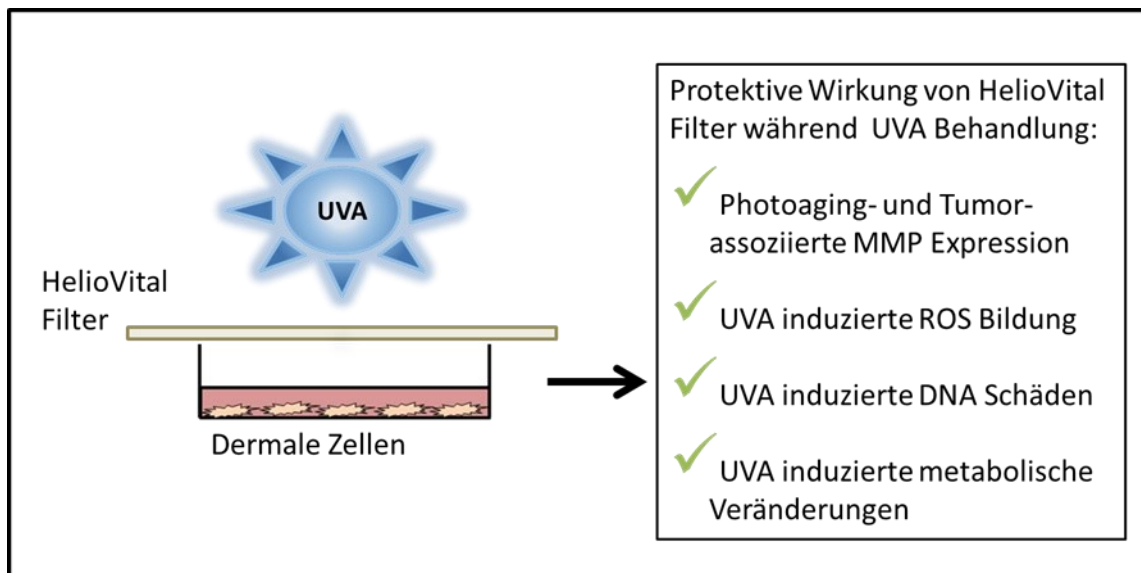 UVA
HelioVital
Filter
Dermale Zellen
Protektive Wirkung von HelioVital
Filter während UVA Behandlung:
Photoaging- und Tumor-
assoziierte MMP Expression
UVA induzierte ROS Bildung
UVA induzierte DNA Schäden
UVA induzierte metabolische
Veränderungen